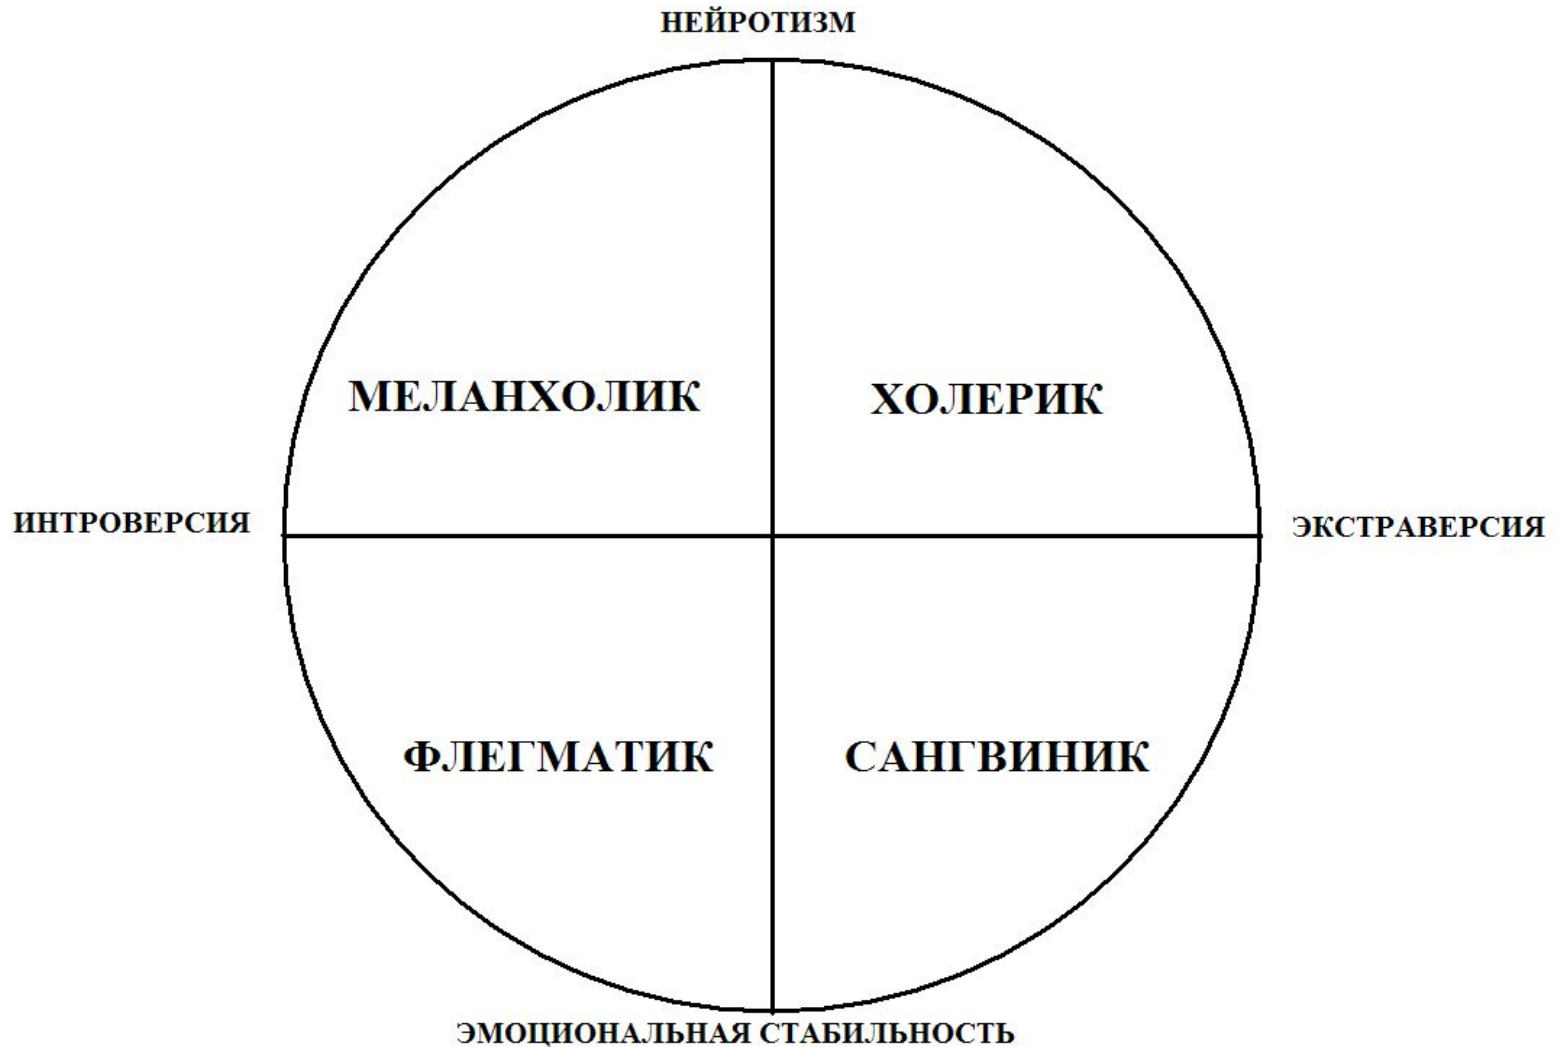 НЕЙРОТИЗМ
МЕЛАНХОЛИК
ХОЛЕРИК
ИНТРОВЕРСИЯ
ЭКСТРАВЕРСИЯ
ФЛЕГМАТИК
САНГВИНИК
ЭМОЦИОНАЛЬНАЯ СТАБИЛЬНОСТЬ